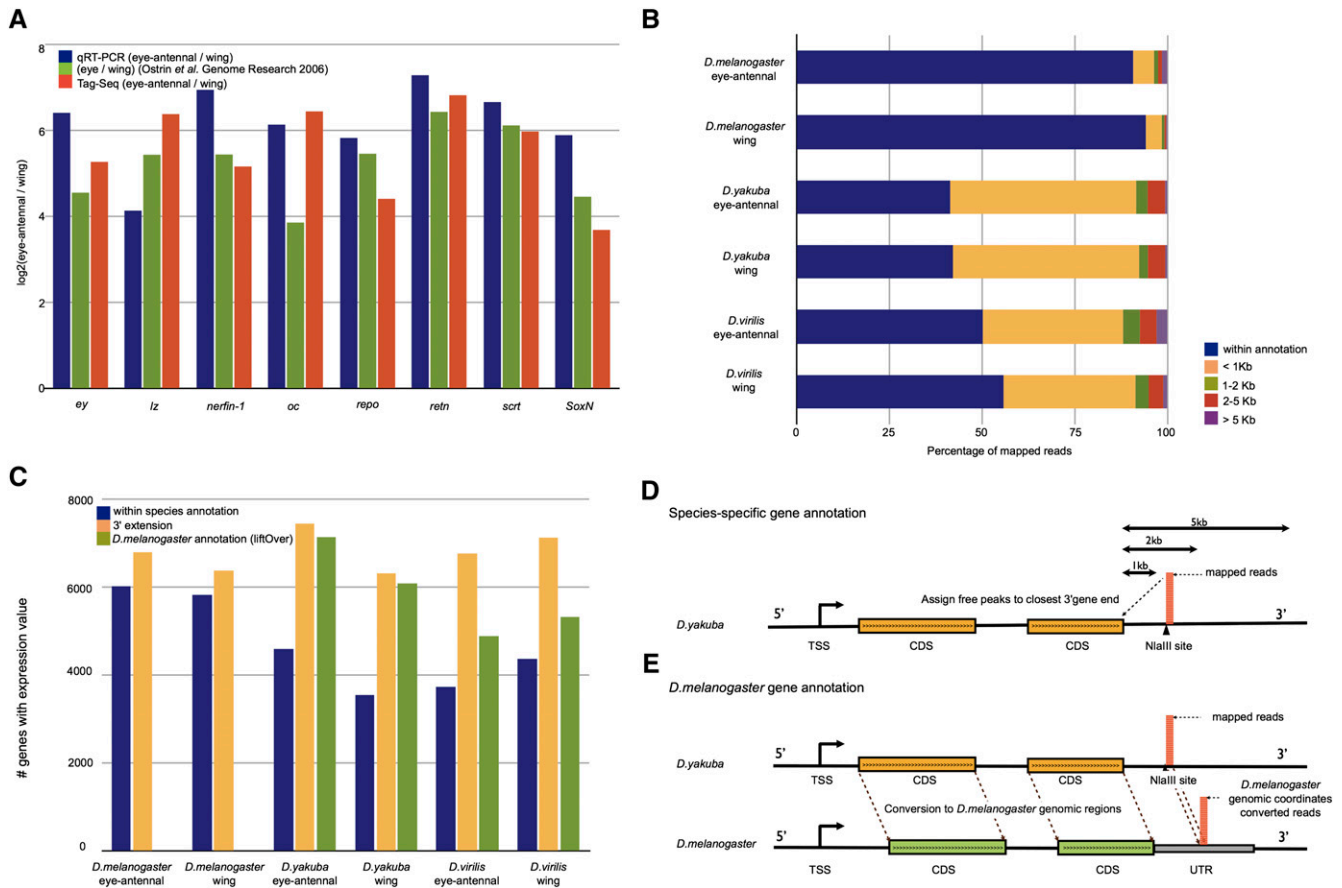 A
8
6
4
2
0
log2(eye-antennal / wing)
qRT-PCR (eye-antennal / wing)
(eye / wing) (Ostrin et al. Genome Research 2006)
Tag-Seq (eye-antennal / wing)
ey
lz
nerfin-1
oc
repo
retn
scrt
SoxN
B
D.melanogaster
eye-antennal
D.melanogaster
wing
D.yakuba
eye-antennal
D.yakuba
wing
D.virilis
eye-antennal
D.virilis
wing
0
25
50
75
100
Percentage of mapped reads
within annotation
< 1Kb
1-2 Kb
2-5 Kb
> 5 Kb
C
8000
6000
4000
2000
0
# genes with expression value
within species annotation
3' extension
D.melanogaster annotation (liftOver)
D.melanogaster
eye-antennal
D.melanogaster
wing
D.yakuba
eye-antennal
D.yakuba
wing
D.virilis
eye-antennal
D.virilis
wing
D
Species-specific gene annotation
5kb
2kb
1kb
mapped reads
Assign free peaks to closest 3'gene end
5'
3'
D.yakuba
TSS
CDS
CDS
NlaIII site
E
D.melanogaster gene annotation
mapped reads
5'
3'
D.yakuba
TSS
CDS
CDS
NlaIII site
D.melanogaster
genomic coordinates
converted reads
Conversion to D.melanogaster genomic regions
5'
3'
D.melanogaster
TSS
CDS
CDS
UTR